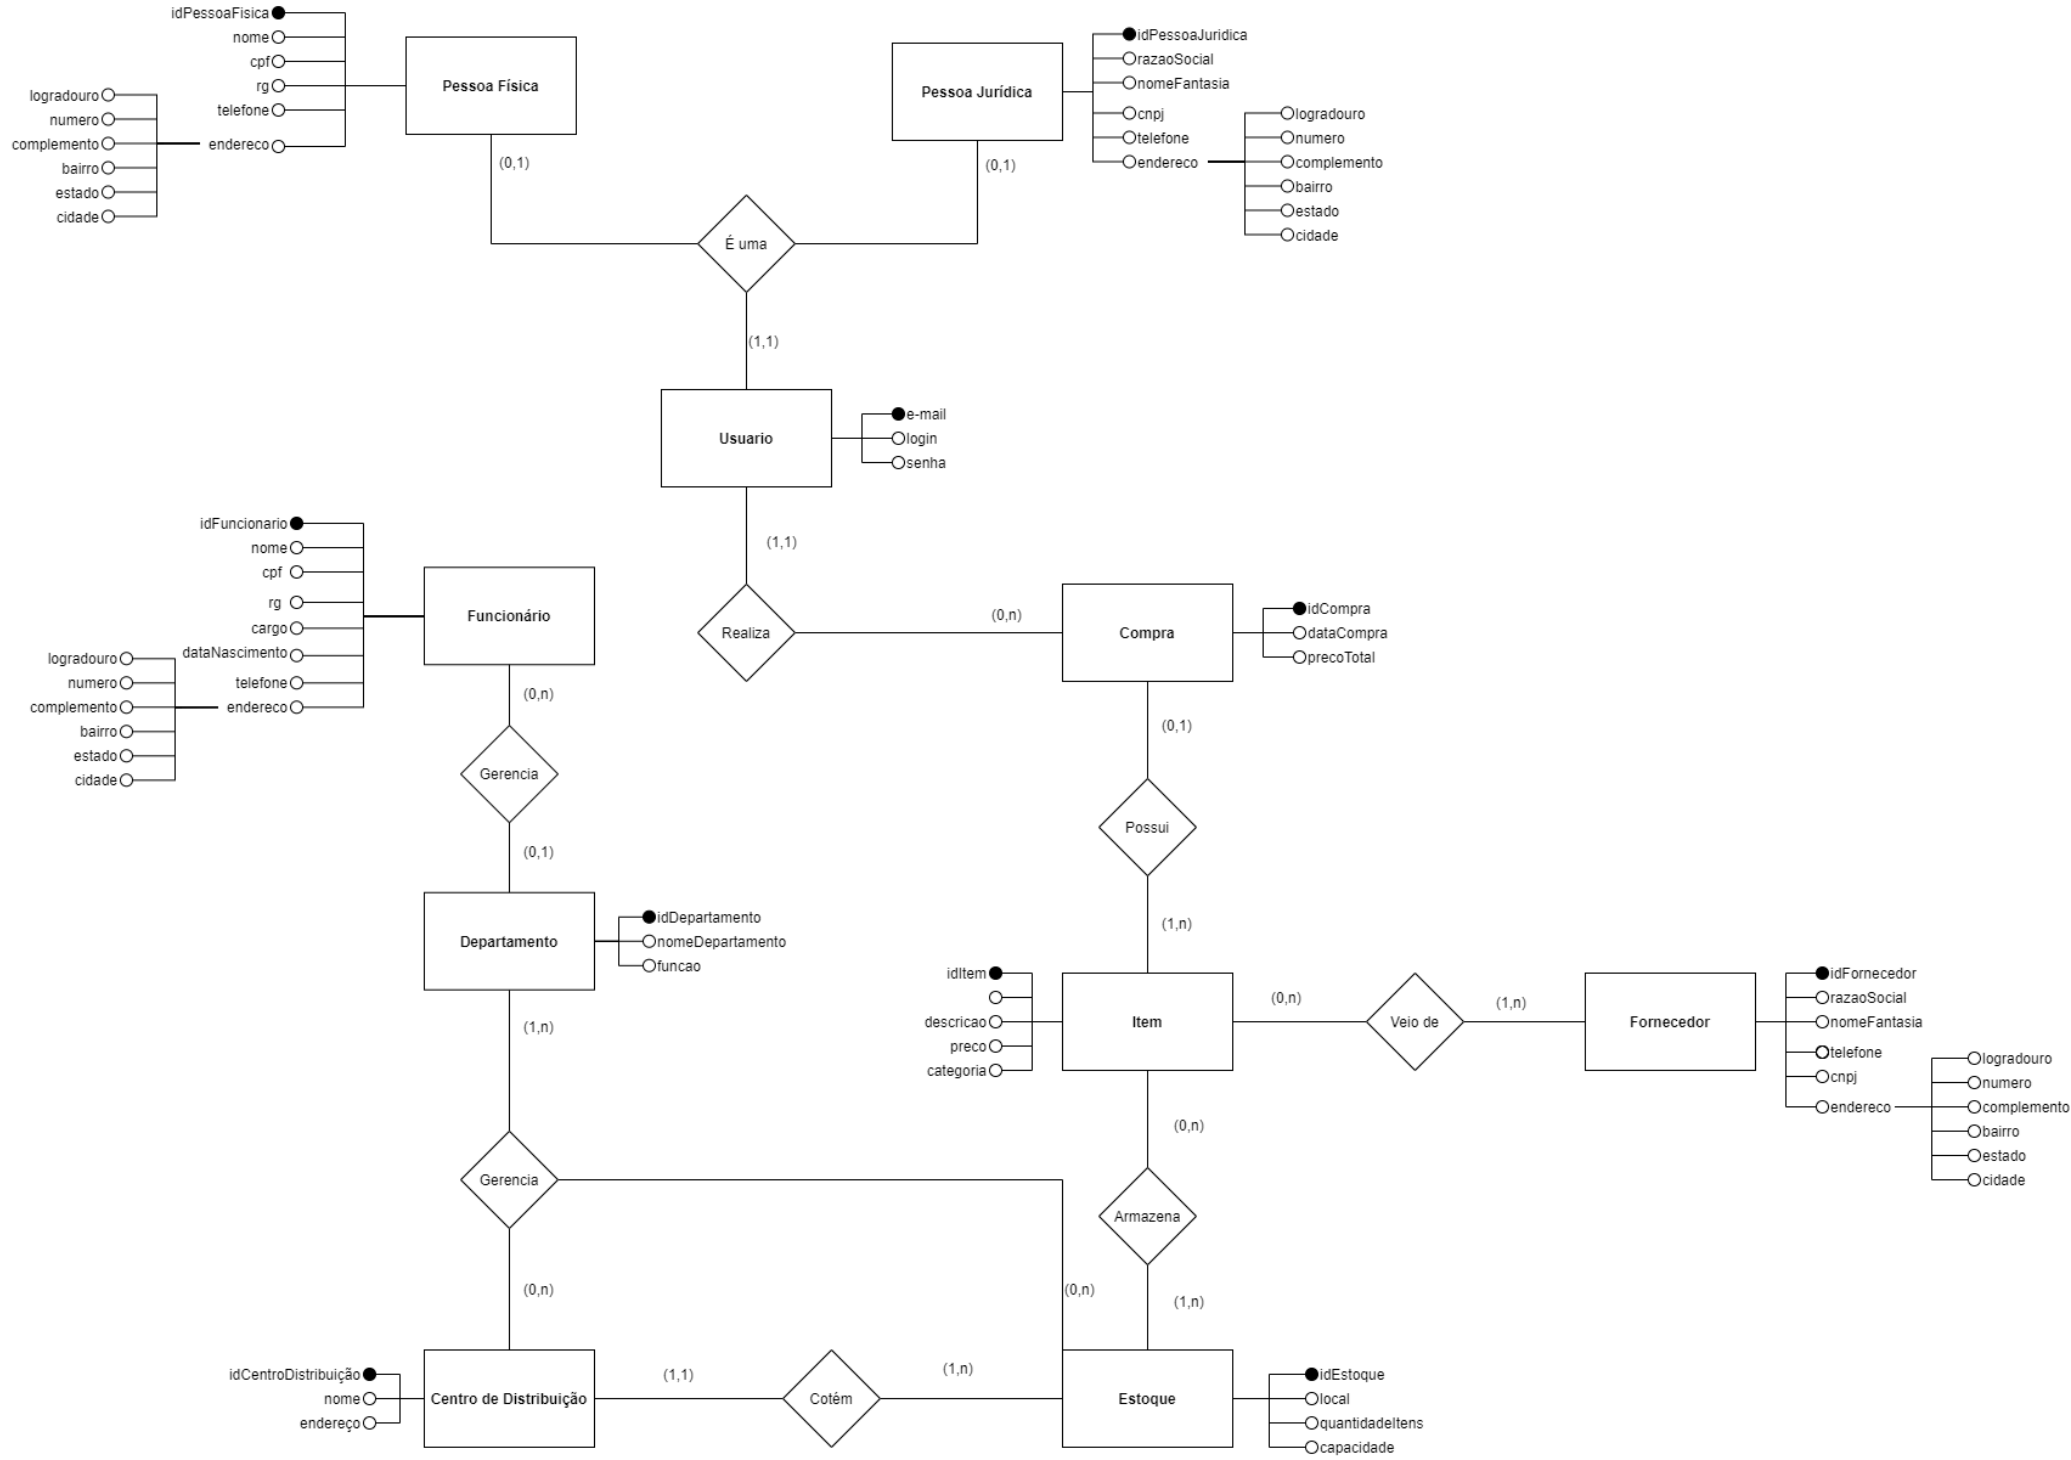 idPessoaFisica
nome
cpf
rg
telefone
endereco
logradouro
numero
complemento
bairro
estado
cidade
Pessoa Física
(0,1)
Pessoa Jurídica
(0,1)
idPessoaJuridica
razaoSocial
nomeFantasia
cnpj
telefone
endereco
logradouro
numero
complemento
bairro
estado
cidade
É uma
(1,1)
Usuario
e-mail
login
senha
(1,1)
Realiza
(0,n)
Compra
idCompra
dataCompra
precoTotal
idFuncionario
nome
cpf
rg
cargo
dataNascimento
telefone
endereco
logradouro
numero
complemento
bairro
estado
cidade
Funcionário
(0,n)
Gerencia
(0,1)
Departamento
idDepartamento
nomeDepartamento
funcao
(1,n)
(0,1)
Possui
(1,n)
idItem
descricao
preco
categoria
Item
(0,n)
Veio de
(1,n)
Fornecedor
idFornecedor
razaoSocial
nomeFantasia
telefone
cnpj
endereco
logradouro
numero
complemento
bairro
estado
cidade
(0,n)
Armazena
(1,n)
Gerencia
(0,n)
(0,n)
idCentroDistribuição
nome
endereço
Centro de Distribuição
(1,1)
Cotém
(1,n)
Estoque
idEstoque
local
quantidadeItens
capacidade